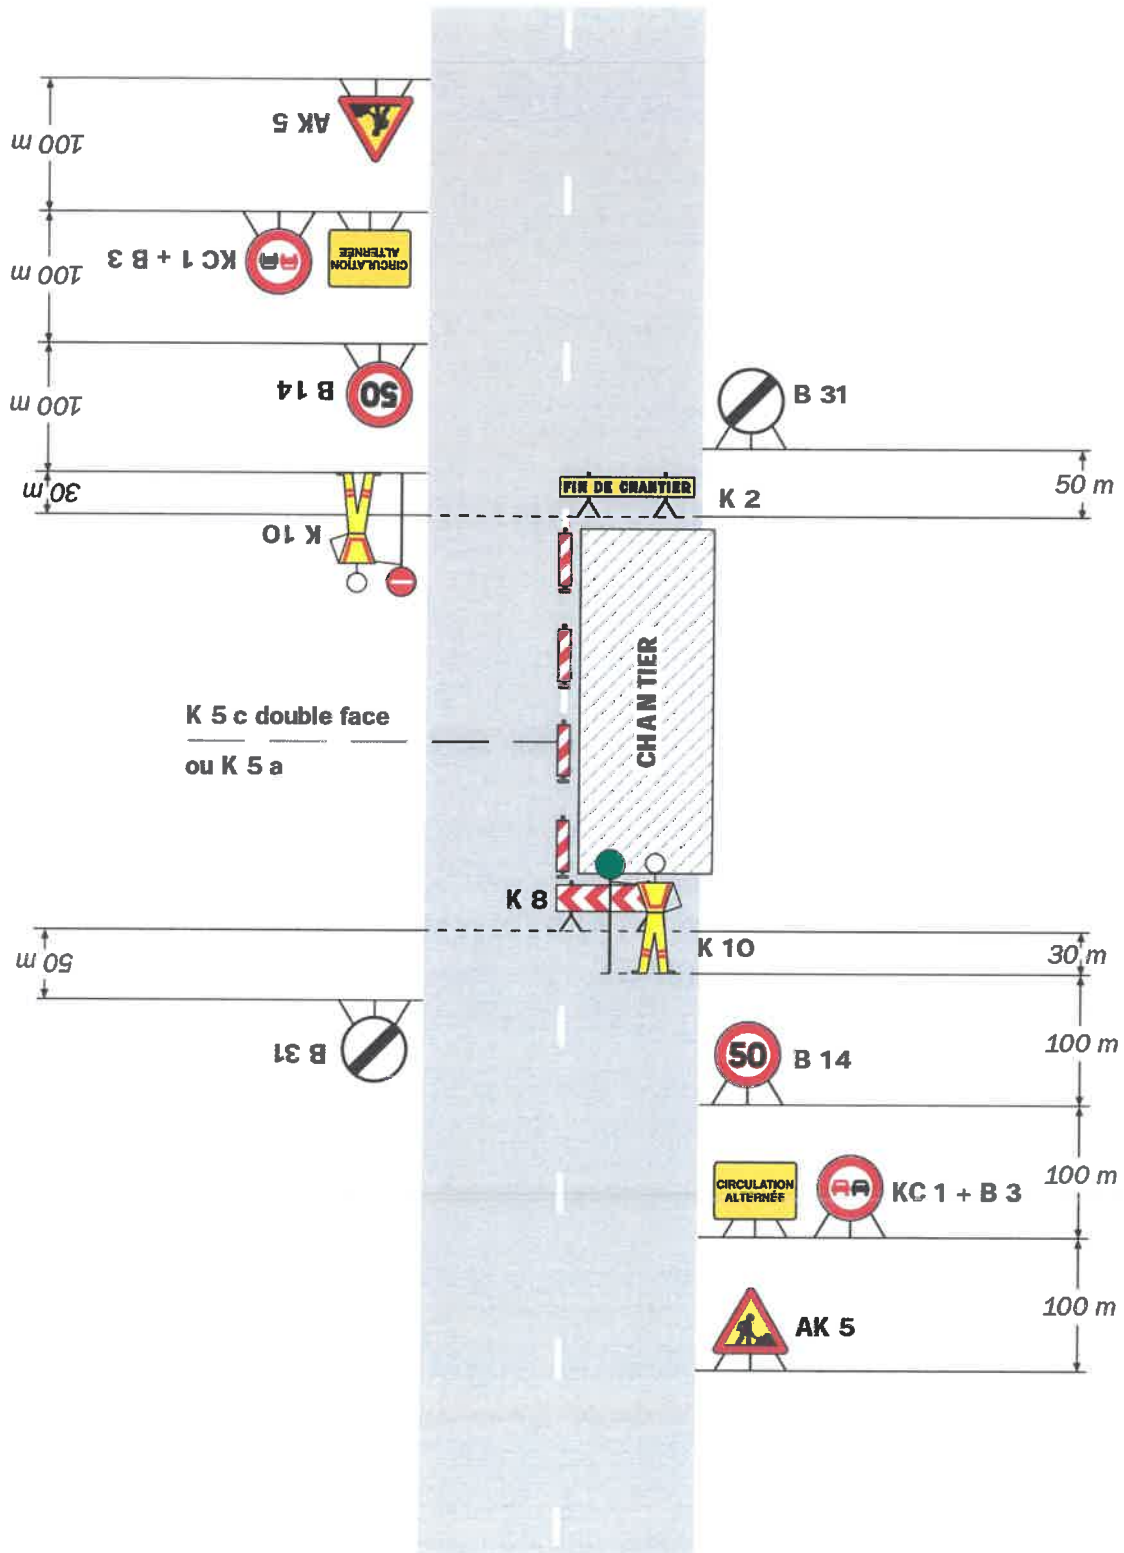 AK 5
100 m
KC 1 + B 3
CIRCULATION
ALTERNÉE
100 m
B 14
50
100 m
B 31
30 m
K 10
FIN DE CHANTIER
K 2
50 m
CHANTIER
K 5 c double face
ou K 5 a
K 8
K 10
30 m
50 m
B 31
50
B 14
100 m
CIRCULATION
ALTERNÉE
KC 1 + B 3
100 m
AK 5
100 m